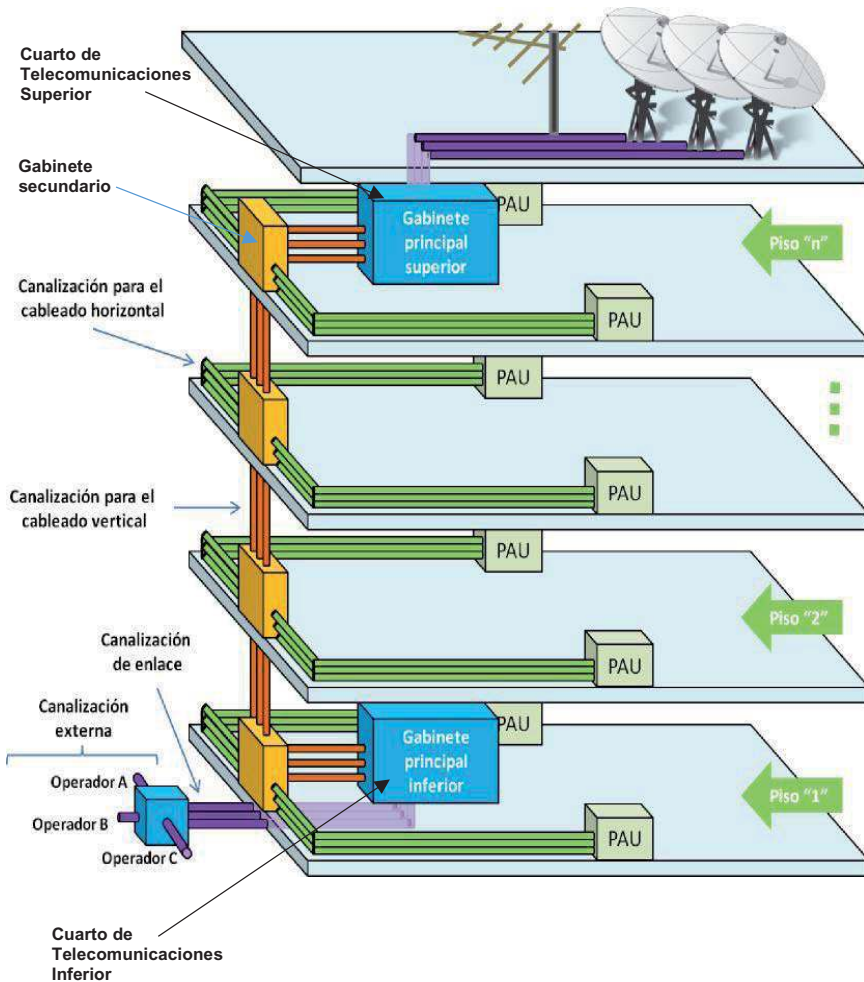 Cuarto de
Telecomunicaciones
Superior
Gabinete
secundario
PAU
Gabinete
principal
superior
Piso "n"
Canalización para el
cableado horizontal
PAU
PAU
PAU
Canalización para el
cableado vertical
PAU
Piso "2"
Canalización
de enlace
PAU
Canalización
externa
PAU
Gabinete
principal
inferior
Operador A
Piso "1"
Operador B
PAU
Operador C
Cuarto de
Telecomunicaciones
Inferior